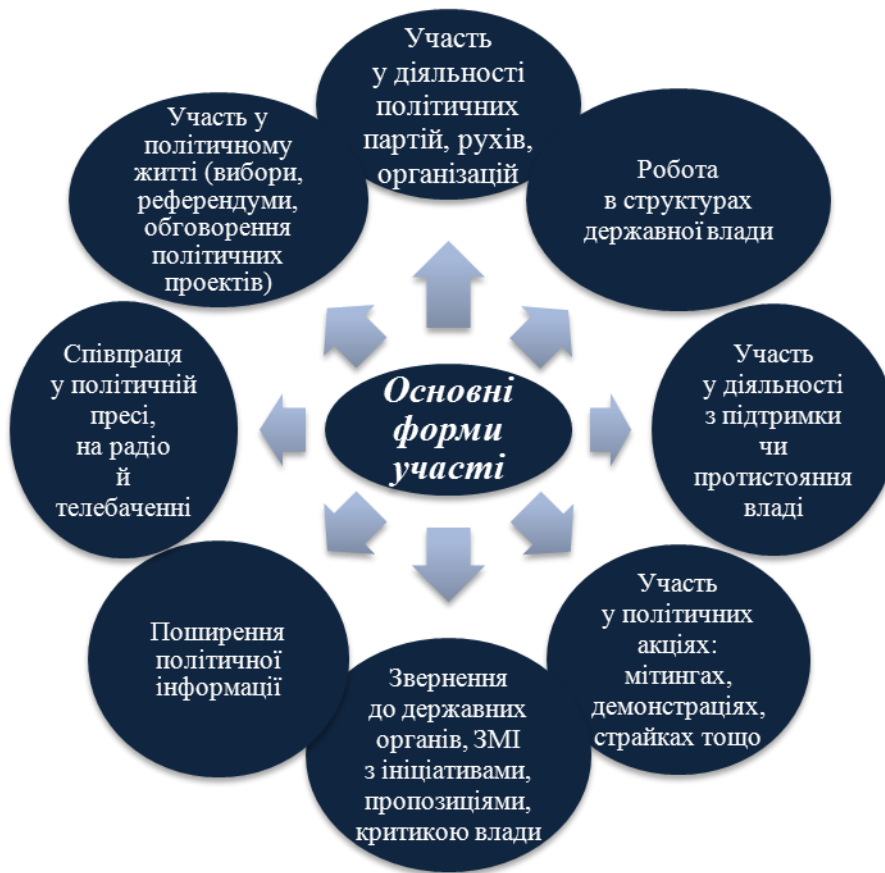 Участь
у діяльності
політичних
партій, рухів,
організацій
Робота
в структурах
державної влади
Участь
у діяльності
з підтримки
чи
протистояння
владі
Участь
у політичних
акціях:
мітингах,
демонстраціях,
страйках тощо
Звернення
до державних
органів, ЗМІ
з ініціативами,
пропозиціями,
критикою влади
Поширення
політичної
інформації
Співпраця
у політичній
пресі,
на радіо
й
телебаченні
Участь у
політичному
житті (вибори,
референдуми,
обговорення
політичних
проектів)
Основні
форми
участі